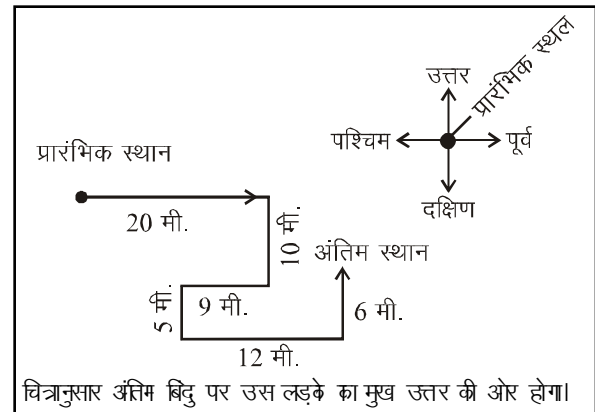 उत्तर
प्रारंभिक स्थल
पश्चिम
पूर्व
दक्षिण
प्रारंभिक स्थान
20 मी.
10 मी.
अंतिम स्थान
5 मी.
9 मी.
6 मी.
12 मी.
चित्रानुसार अंतिम बिंदु पर उस लड़के का मुख उत्तर की ओर होगा।